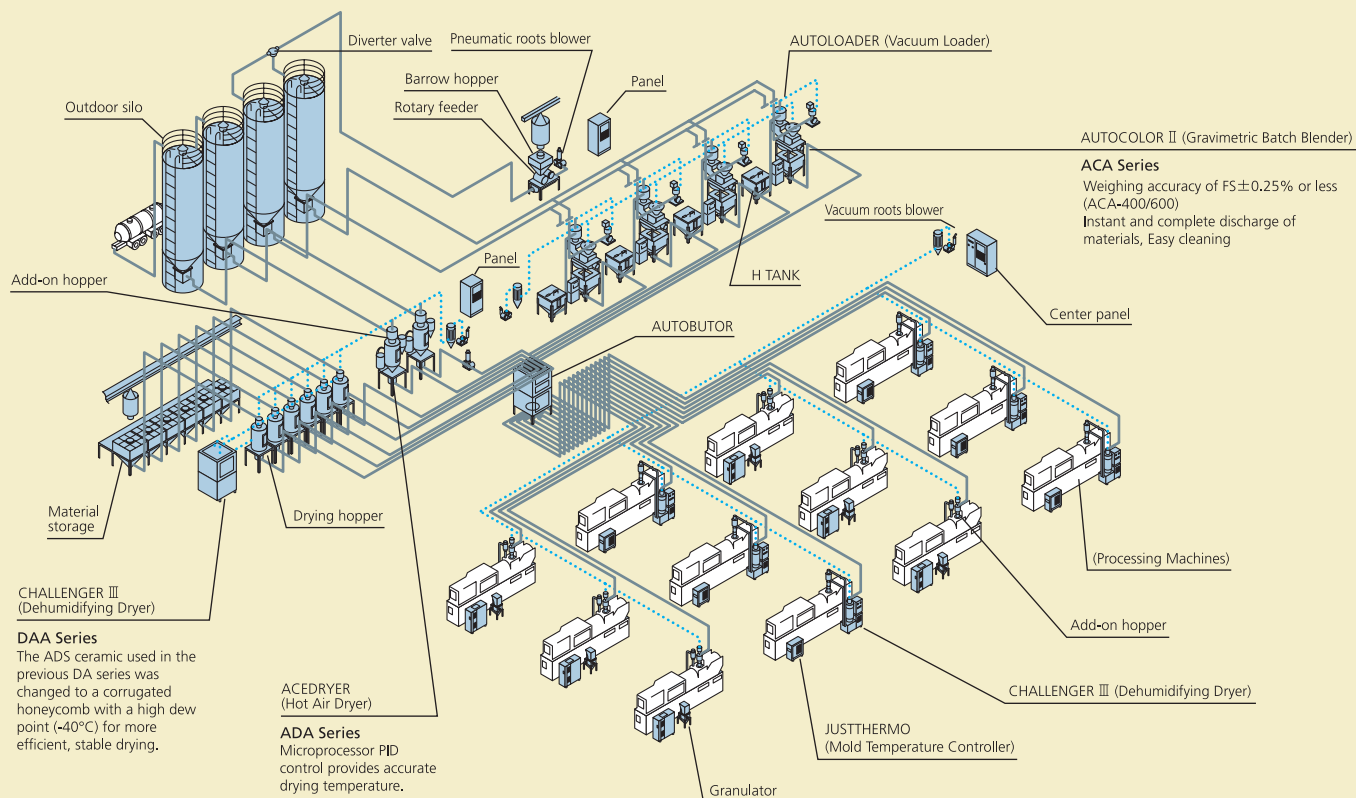 Diverter valve
Pneumatic roots blower
AUTOLOADER (Vacuum Loader)
Barrow hopper
Panel
Rotary feeder
Outdoor silo
AUTOCOLOR Ⅱ (Gravimetric Batch Blender)
ACA Series
Weighing accuracy of FS±0.25% or less
(ACA-400/600)
Instant and complete discharge of
materials, Easy cleaning
Vacuum roots blower
Panel
H TANK
Add-on hopper
Center panel
AUTOBUTOR
Material
storage
Drying hopper
(Processing Machines)
CHALLENGER Ⅲ
(Dehumidifying Dryer)
DAA Series
The ADS ceramic used in the
previous DA series was
changed to a corrugated
honeycomb with a high dew
point (-40°C) for more
efficient, stable drying.
Add-on hopper
ACEDRYER
(Hot Air Dryer)
ADA Series
Microprocessor PID
control provides accurate
drying temperature.
CHALLENGER Ⅲ (Dehumidifying Dryer)
JUSTTHERMO
(Mold Temperature Controller)
Granulator